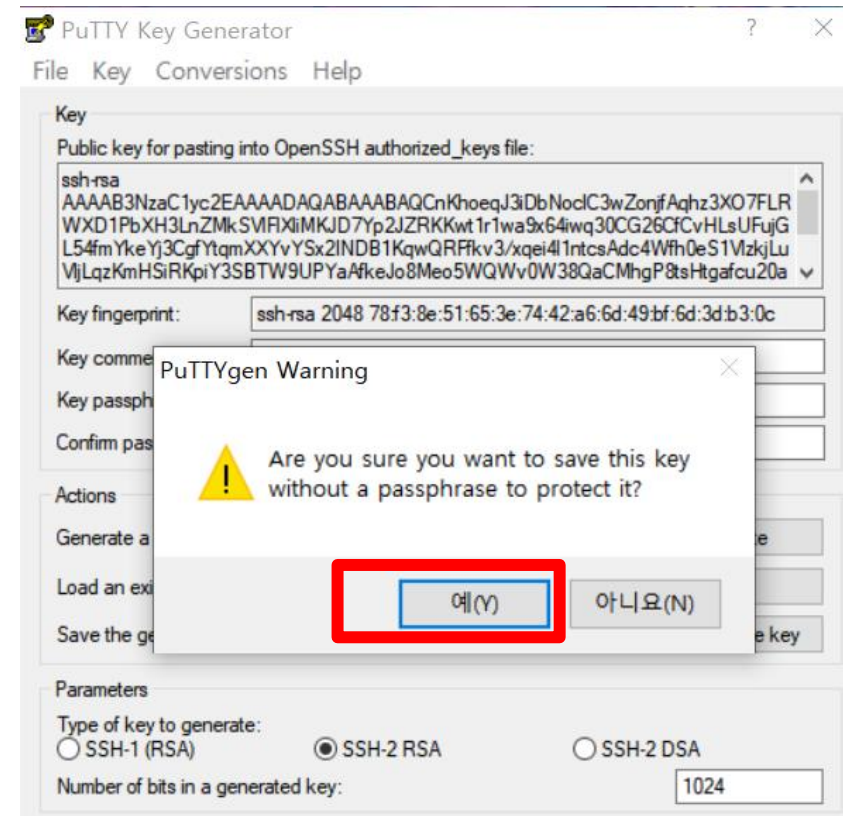 PuTTY Key Generator
File Key Conversions Help
Key
Public key for pasting into OpenSSH authorized_keys file:
ssh-rsa
AAAAB3NzaC1yc2EAAAADAQABAAABAQCnKhoeqJ3iDbNoclC3wZonjfAqhz3XO7FLR
WXD1PbXH3LnZMkSVlFlXliMKJD7Yp2JZRKKwt1r1wa9x64iwq30CG26CfCvHLsUFujG
L54fmYkeYj3CgfYtqmXXYvYSx2INDB1KqwQRFfkv3/xqei4l1ntcsAdc4Wfh0eS1VlzkjLu
VljLqzKmHSiRKpiY3SBTW9UPYaAfkeJo8Meo5WQWv0W38QaCMhgP8tsHtgafcu20a
Key fingerprint: ssh-rsa 2048 78:f3:8e:51:65:3e:74:42:a6:6d:49:bf:6d:3d:b3:0c
Key comme
PuTTYgen Warning
Key passph
Confirm pas
Are you sure you want to save this key
without a passphrase to protect it?
Actions
Generate a
Load an exi
예(Y) 아니요(N)
Save the ge e key
Parameters
Type of key to generate:
SSH-1 (RSA) SSH-2 RSA SSH-2 DSA
Number of bits in a generated key: 1024